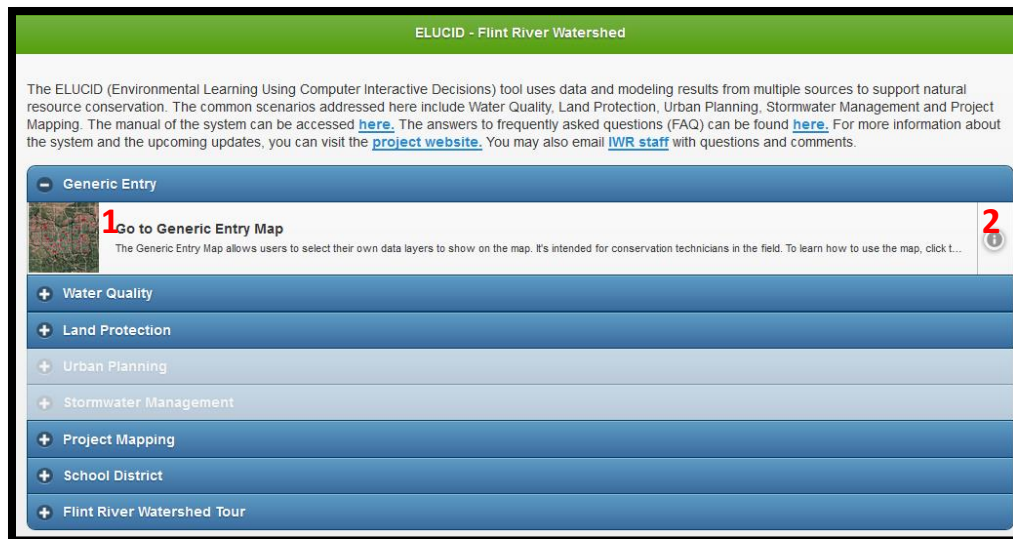 ELUCID - Flint River Watershed
The ELUCID (Environmental Learning Using Computer Interactive Decisions) tool uses data and modeling results from multiple sources to support natural
resource conservation. The common scenarios addressed here include Water Quality, Land Protection, Urban Planning, Stormwater Management and Project
Mapping. The manual of the system can be accessed here. The answers to frequently asked questions (FAQ) can be found here. For more information about
the system and the upcoming updates, you can visit the project website. You may also email IWR staff with questions and comments.
Generic Entry
1 Go to Generic Entry Map 2
The Generic Entry Map allows users to select their own data layers to show on the map. It's intended for conservation technicians in the field. To learn how to use the map, click t...
Water Quality
Land Protection
Urban Planning
Stormwater Management
Project Mapping
School District
Flint River Watershed Tour